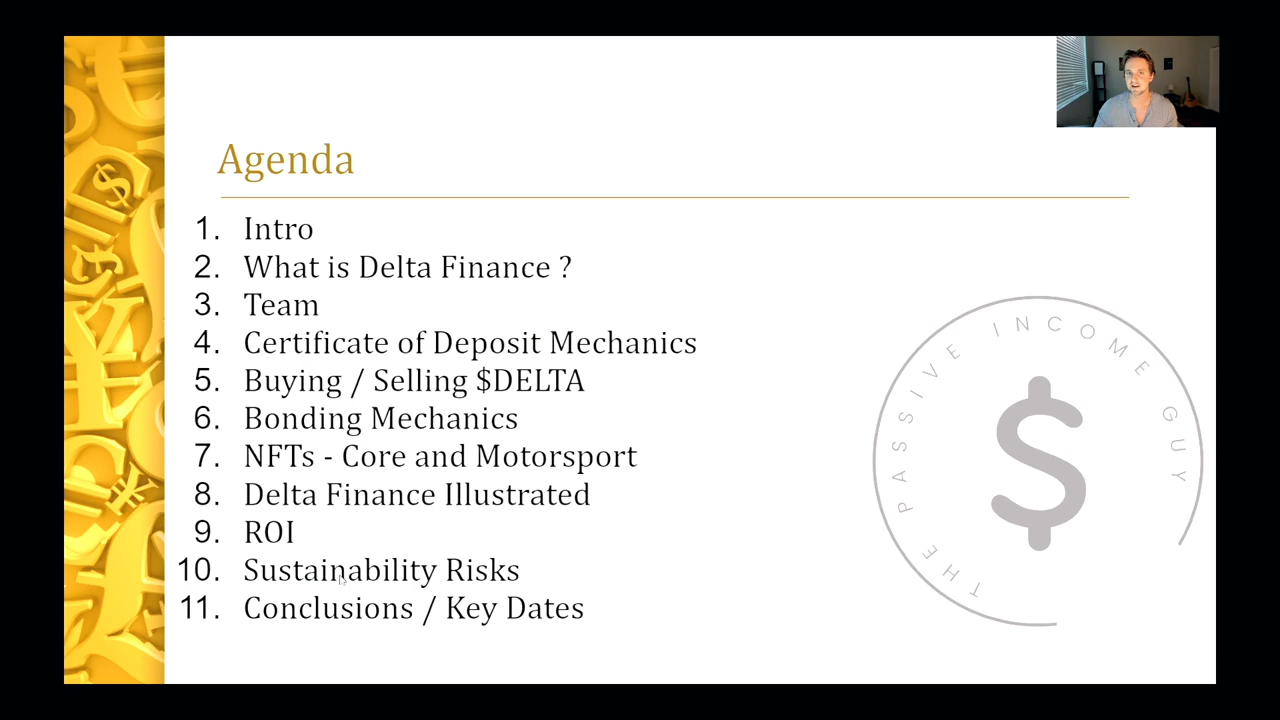 Agenda
1. Intro
2. What is Delta Finance ?
3. Team
4. Certificate of Deposit Mechanics
5. Buying / Selling $DELTA
6. Bonding Mechanics
7. NFTs - Core and Motorsport
8. Delta Finance Illustrated
9. ROI
10. Sustainability Risks
11. Conclusions / Key Dates
THE PASSIVE INCOME GUY
$